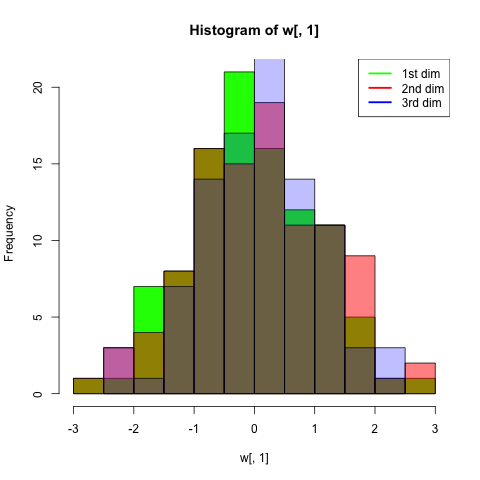 Histogram of w[, 1]
1st dim
2nd dim
3rd dim
Frequency
20
15
10
5
0
-3 -2 -1 0 1 2 3
w[, 1]